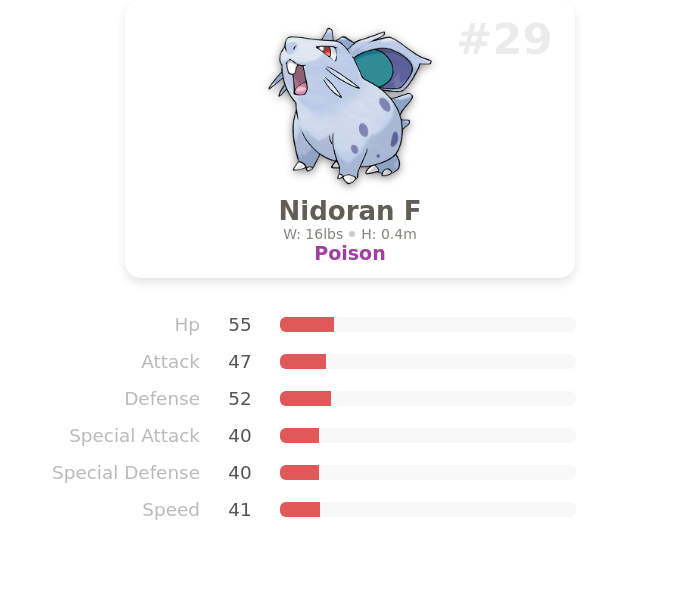 #29
Nidoran F
W: 16lbs • H: 0.4m
Poison
Hp 55
Attack 47
Defense 52
Special Attack 40
Special Defense 40
Speed 41